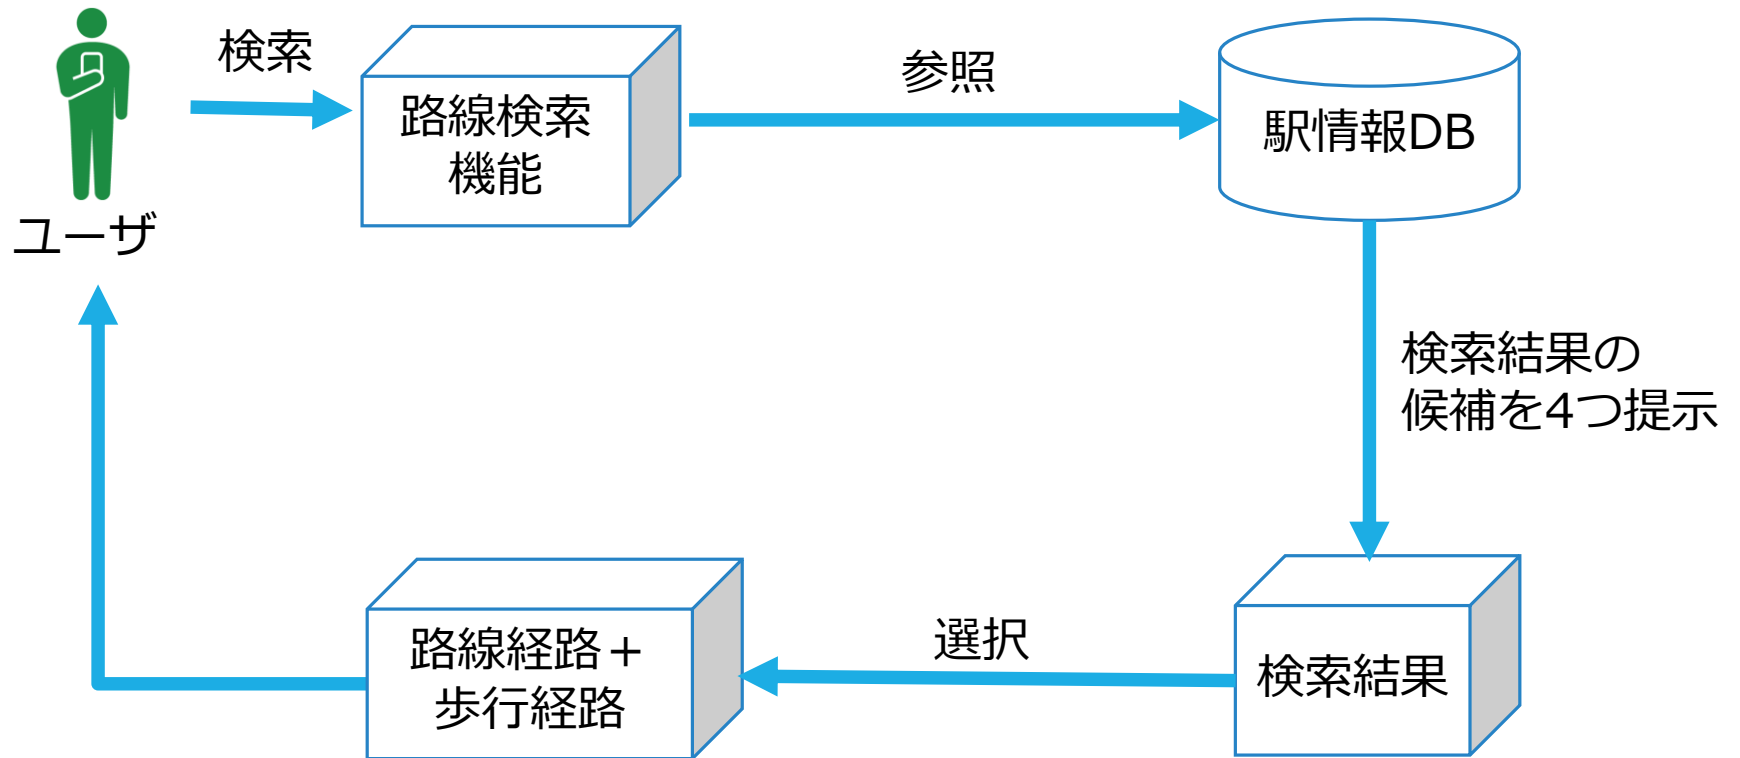 検索
参照
路線検索
機能
駅情報DB
ユーザ
検索結果の
候補を4つ提示
選択
路線経路＋
歩行経路
検索結果